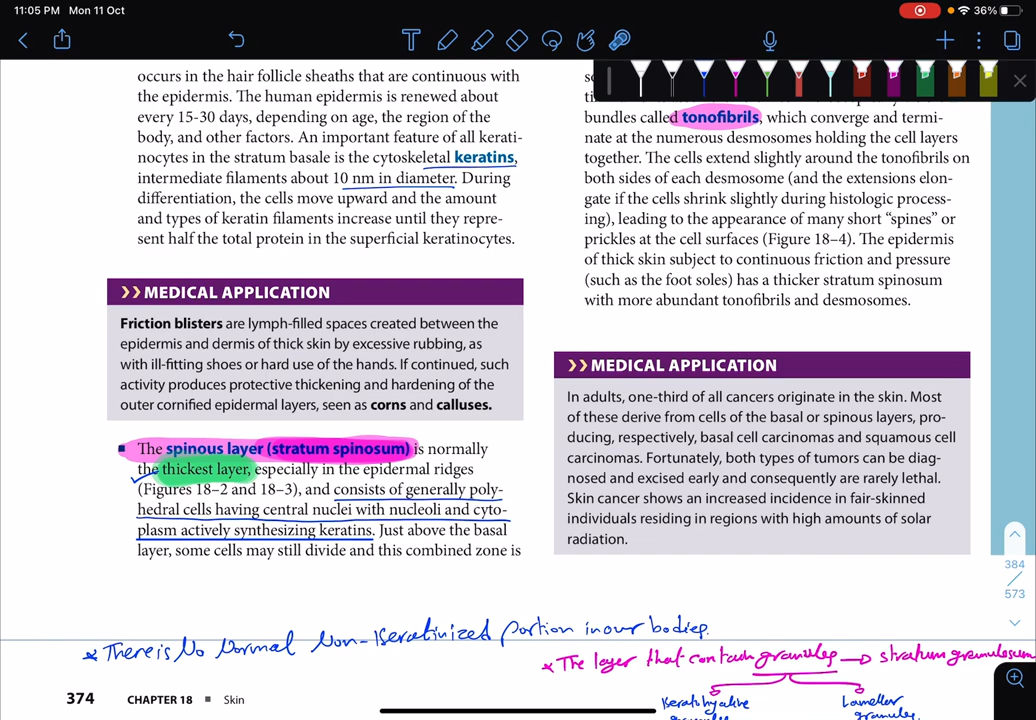 11:05 PM Mon 11 Oct
36%
occurs in the hair follicle sheaths that are continuous with
the epidermis. The human epidermis is renewed about
every 15-30 days, depending on age, the region of the
body, and other factors. An important feature of all kerati-
nocytes in the stratum basale is the cytoskeletal keratins,
intermediate filaments about 10 nm in diameter. During
differentiation, the cells move upward and the amount
and types of keratin filaments increase until they repre-
sent half the total protein in the superficial keratinocytes.
›› MEDICAL APPLICATION
Friction blisters are lymph-filled spaces created between the
epidermis and dermis of thick skin by excessive rubbing, as
with ill-fitting shoes or hard use of the hands. If continued, such
activity produces protective thickening and hardening of the
outer cornified epidermal layers, seen as corns and calluses.
■ The spinous layer (stratum spinosum) is normally
the thickest layer, especially in the epidermal ridges
(Figures 18–2 and 18–3), and consists of generally poly-
hedral cells having central nuclei with nucleoli and cyto-
plasm actively synthesizing keratins. Just above the basal
layer, some cells may still divide and this combined zone is
bundles called tonofibrils, which converge and termi-
nate at the numerous desmosomes holding the cell layers
together. The cells extend slightly around the tonofibrils on
both sides of each desmosome (and the extensions elon-
gate if the cells shrink slightly during histologic process-
ing), leading to the appearance of many short “spines” or
prickles at the cell surfaces (Figure 18–4). The epidermis
of thick skin subject to continuous friction and pressure
(such as the foot soles) has a thicker stratum spinosum
with more abundant tonofibrils and desmosomes.
›› MEDICAL APPLICATION
In adults, one-third of all cancers originate in the skin. Most
of these derive from cells of the basal or spinous layers, pro-
ducing, respectively, basal cell carcinomas and squamous cell
carcinomas. Fortunately, both types of tumors can be diag-
nosed and excised early and consequently are rarely lethal.
Skin cancer shows an increased incidence in fair-skinned
individuals residing in regions with high amounts of solar
radiation.
384
573
* There is No Normal Non-Keratinized portion in our bodies.
* The layer that contain granules → stratum granulosum
Keratohyaline
Lamellar
granules
374 CHAPTER 18 ■ Skin